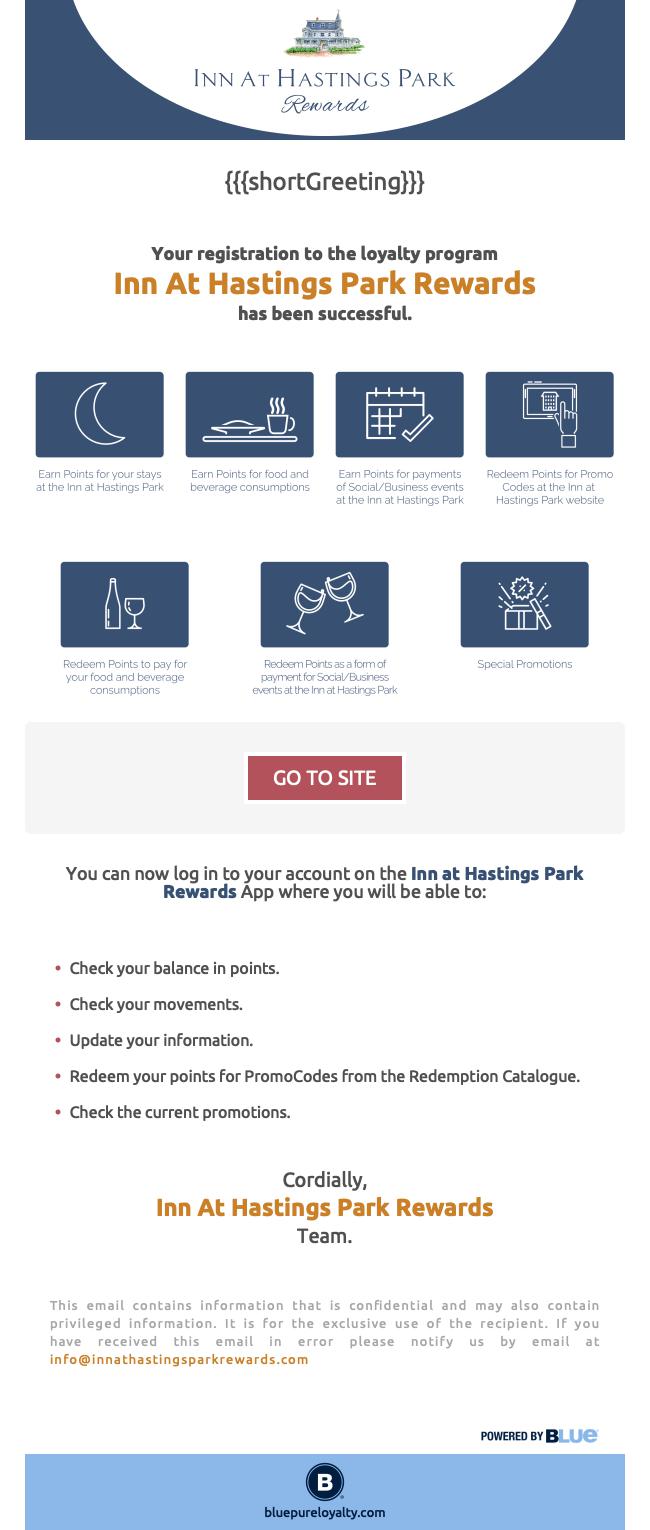 INN AT HASTINGS PARK
Rewards
{{{shortGreeting}}}
Your registration to the loyalty program
Inn At Hastings Park Rewards
has been successful.
Earn Points for your stays
at the Inn at Hastings Park
Earn Points for food and
beverage consumptions
Earn Points for payments
of Social/Business events
at the Inn at Hastings Park
Redeem Points for Promo
Codes at the Inn at
Hastings Park website
Redeem Points to pay for
your food and beverage
consumptions
Redeem Points as a form of
payment for Social/Business
events at the Inn at Hastings Park
Special Promotions
GO TO SITE
You can now log in to your account on the Inn at Hastings Park
Rewards App where you will be able to:
• Check your balance in points.
• Check your movements.
• Update your information.
• Redeem your points for PromoCodes from the Redemption Catalogue.
• Check the current promotions.
Cordially,
Inn At Hastings Park Rewards
Team.
This email contains information that is confidential and may also contain
privileged information. It is for the exclusive use of the recipient. If you
have received this email in error please notify us by email at
info@innathastingsparkrewards.com
POWERED BY BLUe
B
bluepureloyalty.com